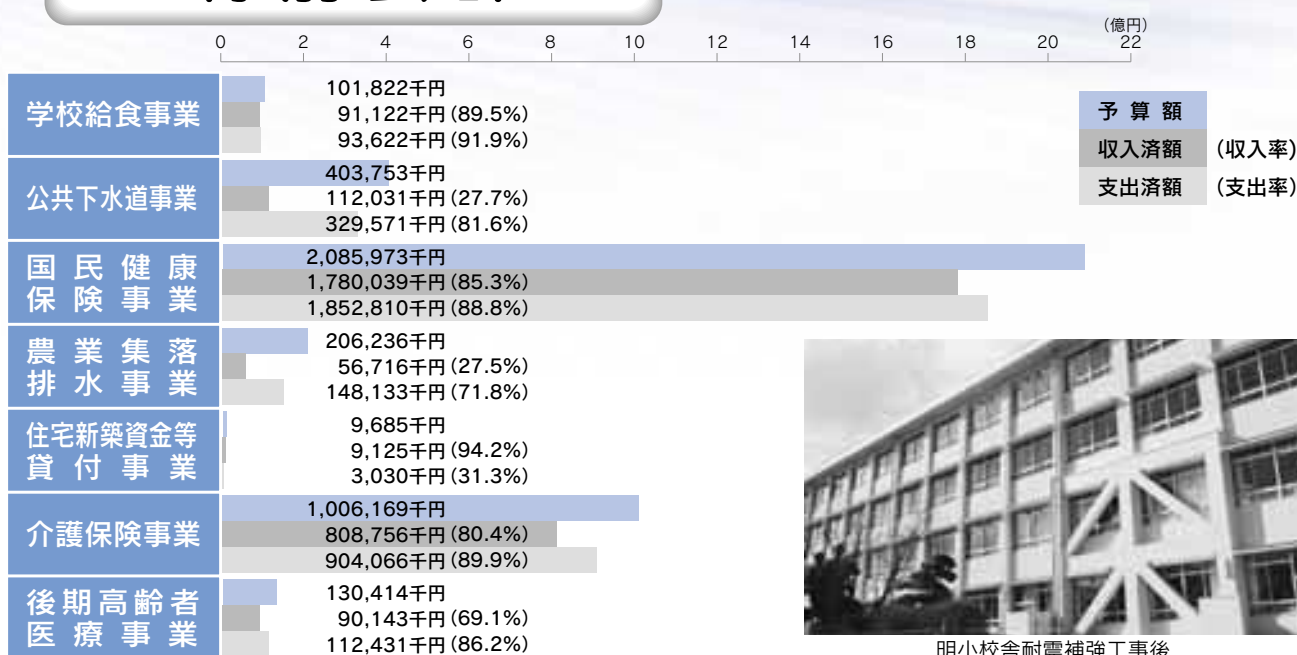 (億円)
0 2 4 6 8 10 12 14 16 18 20 22
学校給食事業
101,822千円
91,122千円(89.5%)
93,622千円(91.9%)
公共下水道事業
403,753千円
112,031千円(27.7%)
329,571千円(81.6%)
国民健康
保険事業
2,085,973千円
1,780,039千円(85.3%)
1,852,810千円(88.8%)
農業集落
排水事業
206,236千円
56,716千円(27.5%)
148,133千円(71.8%)
住宅新築資金等
貸付事業
9,685千円
9,125千円(94.2%)
3,030千円(31.3%)
介護保険事業
1,006,169千円
808,756千円(80.4%)
904,066千円(89.9%)
後期高齢者
医療事業
130,414千円
90,143千円(69.1%)
112,431千円(86.2%)
予算額
収入済額 (収入率)
支出済額 (支出率)
明小校舎耐震補強工事後